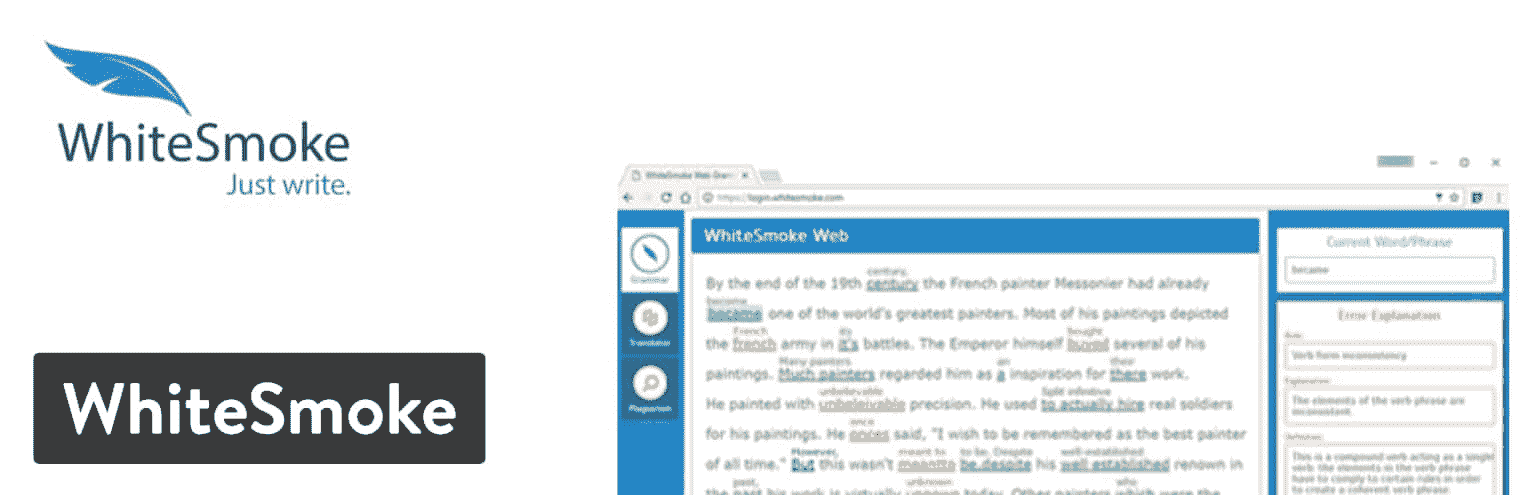 WhiteSmoke
Just write.
WhiteSmoke
WhiteSmoke Web
https://login.whitesmoke.com
Grammar
Translator
Plagiarism
WhiteSmoke Web
century,
By the end of the 19th century the French painter Messonier had already
become
became one of the world's greatest painters. Most of his paintings depicted
French its bought
the french army in it's battles. The Emperor himself several of his
Many painters an their
paintings. Much painters regarded him as a inspiration for there work.
unbelievable Split infinitive
He painted with precision. He used to actually hire real soldiers
once
for his paintings. He onces said, "I wish to be remembered as the best painter
However, meant to to be. Despite well-established
of all time." But this wasn't meantto be.despite his well established renown in
past, unknown who
the past his work is virtually today. Other painters which were the
Current Word/Phrase
became
Error Explanation
Rule:
Verb form inconsistency
Explanation:
The elements of the verb phrase are
inconsistent.
Definition:
This is a compound verb acting as a single
verb: the elements in the verb phrase
have to comply to certain rules in order
to create a coherent verb phrase